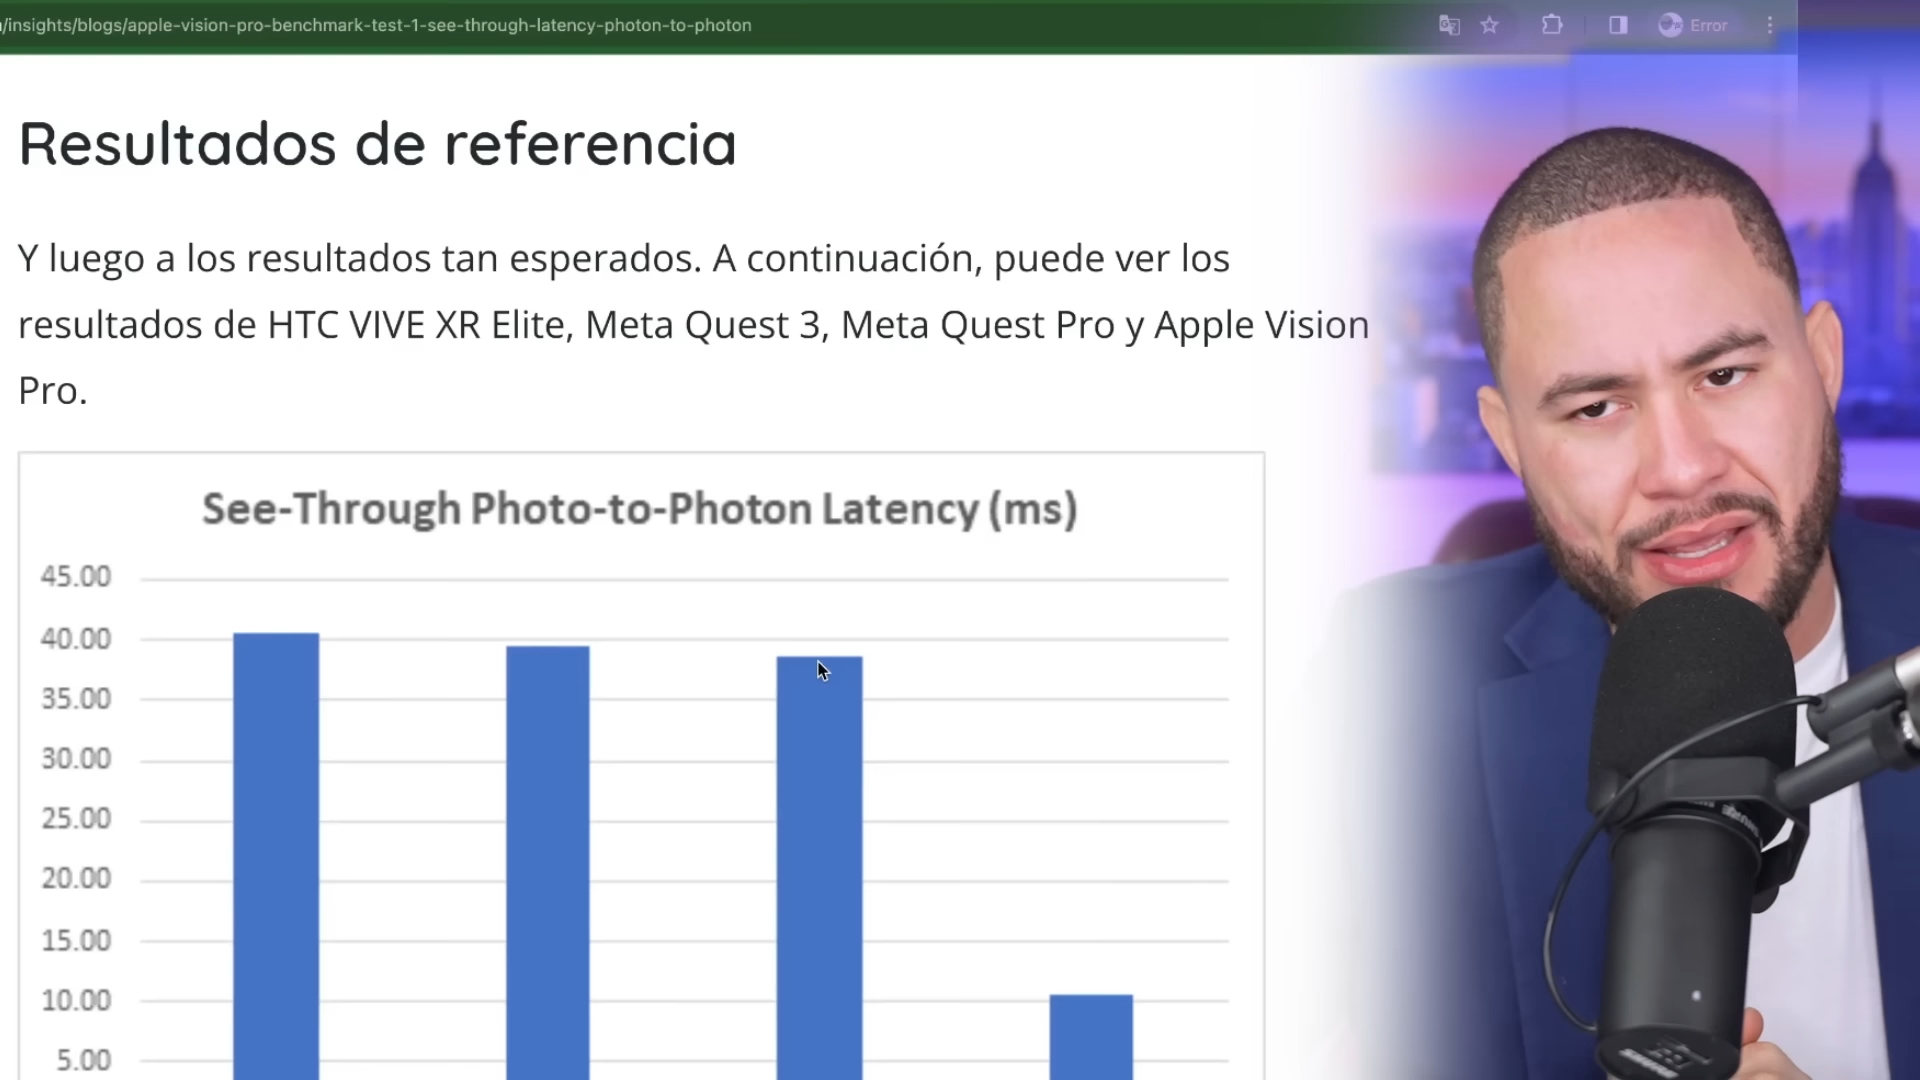 /insights/blogs/apple-vision-pro-benchmark-test-1-see-through-latency-photon-to-photon
Error
Resultados de referencia
Y luego a los resultados tan esperados. A continuación, puede ver los
resultados de HTC VIVE XR Elite, Meta Quest 3, Meta Quest Pro y Apple Vision
Pro.
See-Through Photo-to-Photon Latency (ms)
45.00
40.00
35.00
30.00
25.00
20.00
15.00
10.00
5.00